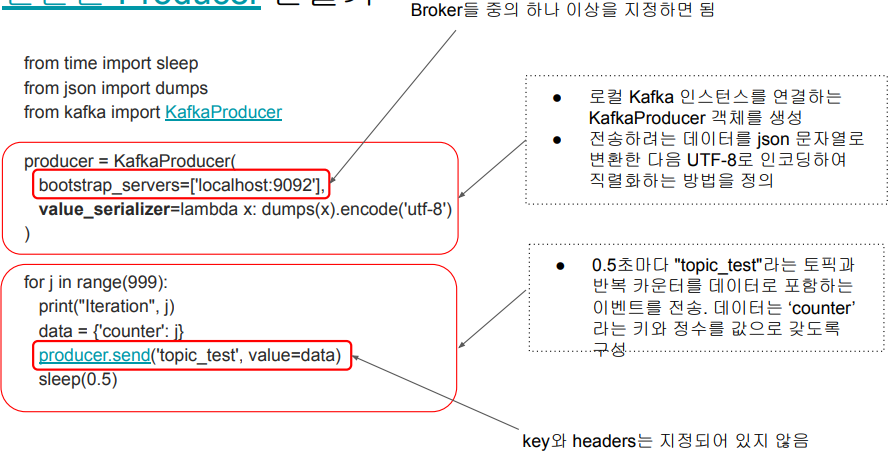 Producer
Broker들 중의 하나 이상을 지정하면 됨
from time import sleep
from json import dumps
from kafka import KafkaProducer
producer = KafkaProducer(
bootstrap_servers=['localhost:9092'],
value_serializer=lambda x: dumps(x).encode('utf-8')
)
● 로컬 Kafka 인스턴스를 연결하는
KafkaProducer 객체를 생성
● 전송하려는 데이터를 json 문자열로
변환한 다음 UTF-8로 인코딩하여
직렬화하는 방법을 정의
for j in range(999):
print("Iteration", j)
data = {'counter': j}
producer.send('topic_test', value=data)
sleep(0.5)
● 0.5초마다 "topic_test"라는 토픽과
반복 카운터를 데이터로 포함하는
이벤트를 전송. 데이터는 ‘counter’
라는 키와 정수를 값으로 갖도록
구성
key와 headers는 지정되어 있지 않음